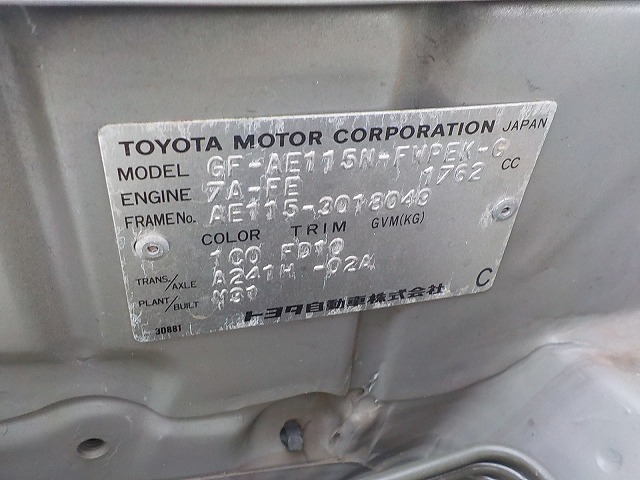 TOYOTA MOTOR CORPORATION JAPAN
MODEL GF-AE115N-FWPEK-C
ENGINE 7A-FE 1762 CC
FRAME No. AE115-3018049
COLOR TRIM GVM(KG)
1C0 FD10
TRANS/AXLE A241H -02A
PLANT/BUILT M31 C
30881 トヨタ自動車株式会社